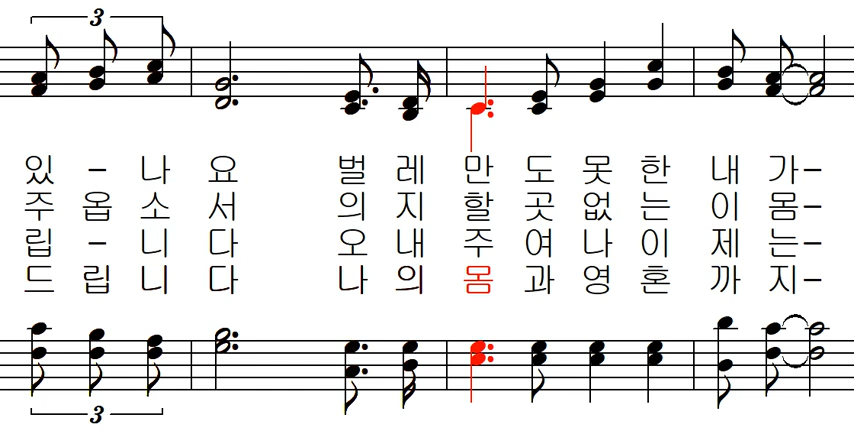 3
있 - 나 요 벌 레 만 도 못 한 내 가-
주 옵 소 서 의 지 할 곳 없 는 이 몸-
립 - 니 다 오 내 주 여 나 이 제 는-
드 립 니 다 나 의 몸 과 영 혼 까 지-
3